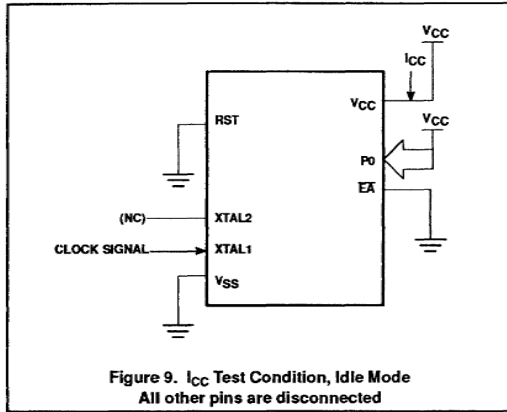 VCC
ICC
VCC
VCC
RST
P0
EA
(NC)
XTAL2
CLOCK SIGNAL
XTAL1
VSS
Figure 9. ICC Test Condition, Idle Mode
All other pins are disconnected